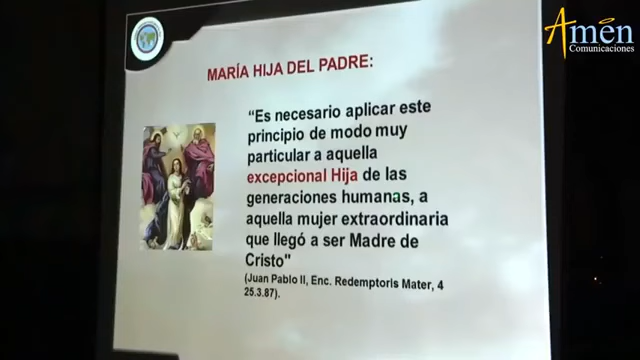 Amén
Comunicaciones
MARÍA HIJA DEL PADRE:
“Es necesario aplicar este
principio de modo muy
particular a aquella
excepcional Hija de las
generaciones humanas, a
aquella mujer extraordinaria
que llegó a ser Madre de
Cristo"
(Juan Pablo II, Enc. Redemptoris Mater, 4
25.3.87).